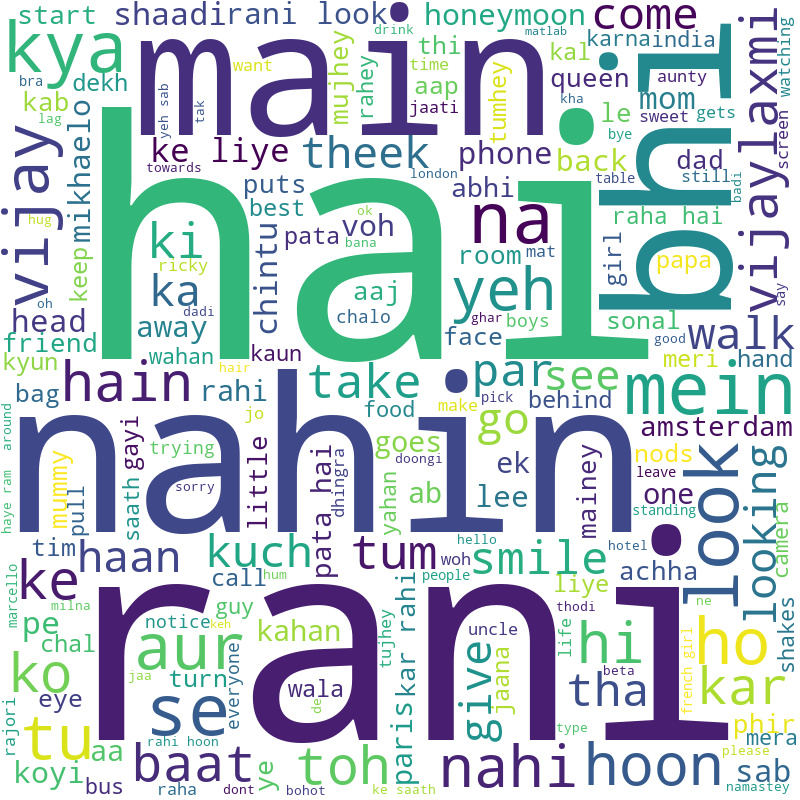 start
shaadi
rani look
honeymoon
come
kya
main
drink
matlab
thi
kal
karna
india
want
time
bra
dekh
yeh sab
tak
mujhey
rahey
aap
jaati
tumhey
queen
aunty
bhi
mom
vijaylaxmi
watching
screen
kab
lag
mikhaelo
ke liye
theek
phone
kha
le
sweet
gets
bye
towards
vijay
hai
puts
london
back
table
dad
still
badi
best
abhi
na
raha hai
keep
ki
chintu
pata
voh
ok
bana
room
mat
girl
papa
hug
ricky
yeh
ka
aaj
say
oh
dadi
chalo
ghar
boys
sonal
head
away
face
good
walk
friend
wahan
kaun
meri
hand
kyun
hair
bag
hain
rahi
take
par
see
mein
pick
behind
make
around
jo
food
go
amsterdam
nahin
gayi
trying
little
goes
nods
mummy
doongi
ek
pata hai
dhingra
leave
haye ram
pull
saath
sorry
yahan
ab
lee
mainey
one
look
looking
camera
standing
tim
haan
kuch
tum
hello
woh
smile
hotel
achha
ke
call
hum
people
liye
marcello
milna
guy
paris
kar rahi
thodi
ne
shakes
pe
notice
keh
kahan
tujhey
uncle
life
ho
aur
hi
chal
turn
everyone
give
jaana
beta
french girl
ko
jaa
rani
eye
se
wala
de
tha
kar
rajori
tu
type
phir
rahi hoon
mera
aa
please
baat
ye
toh
nahi
hoon
sab
koyi
bus
raha
dont
bohot
ke saath
namastey